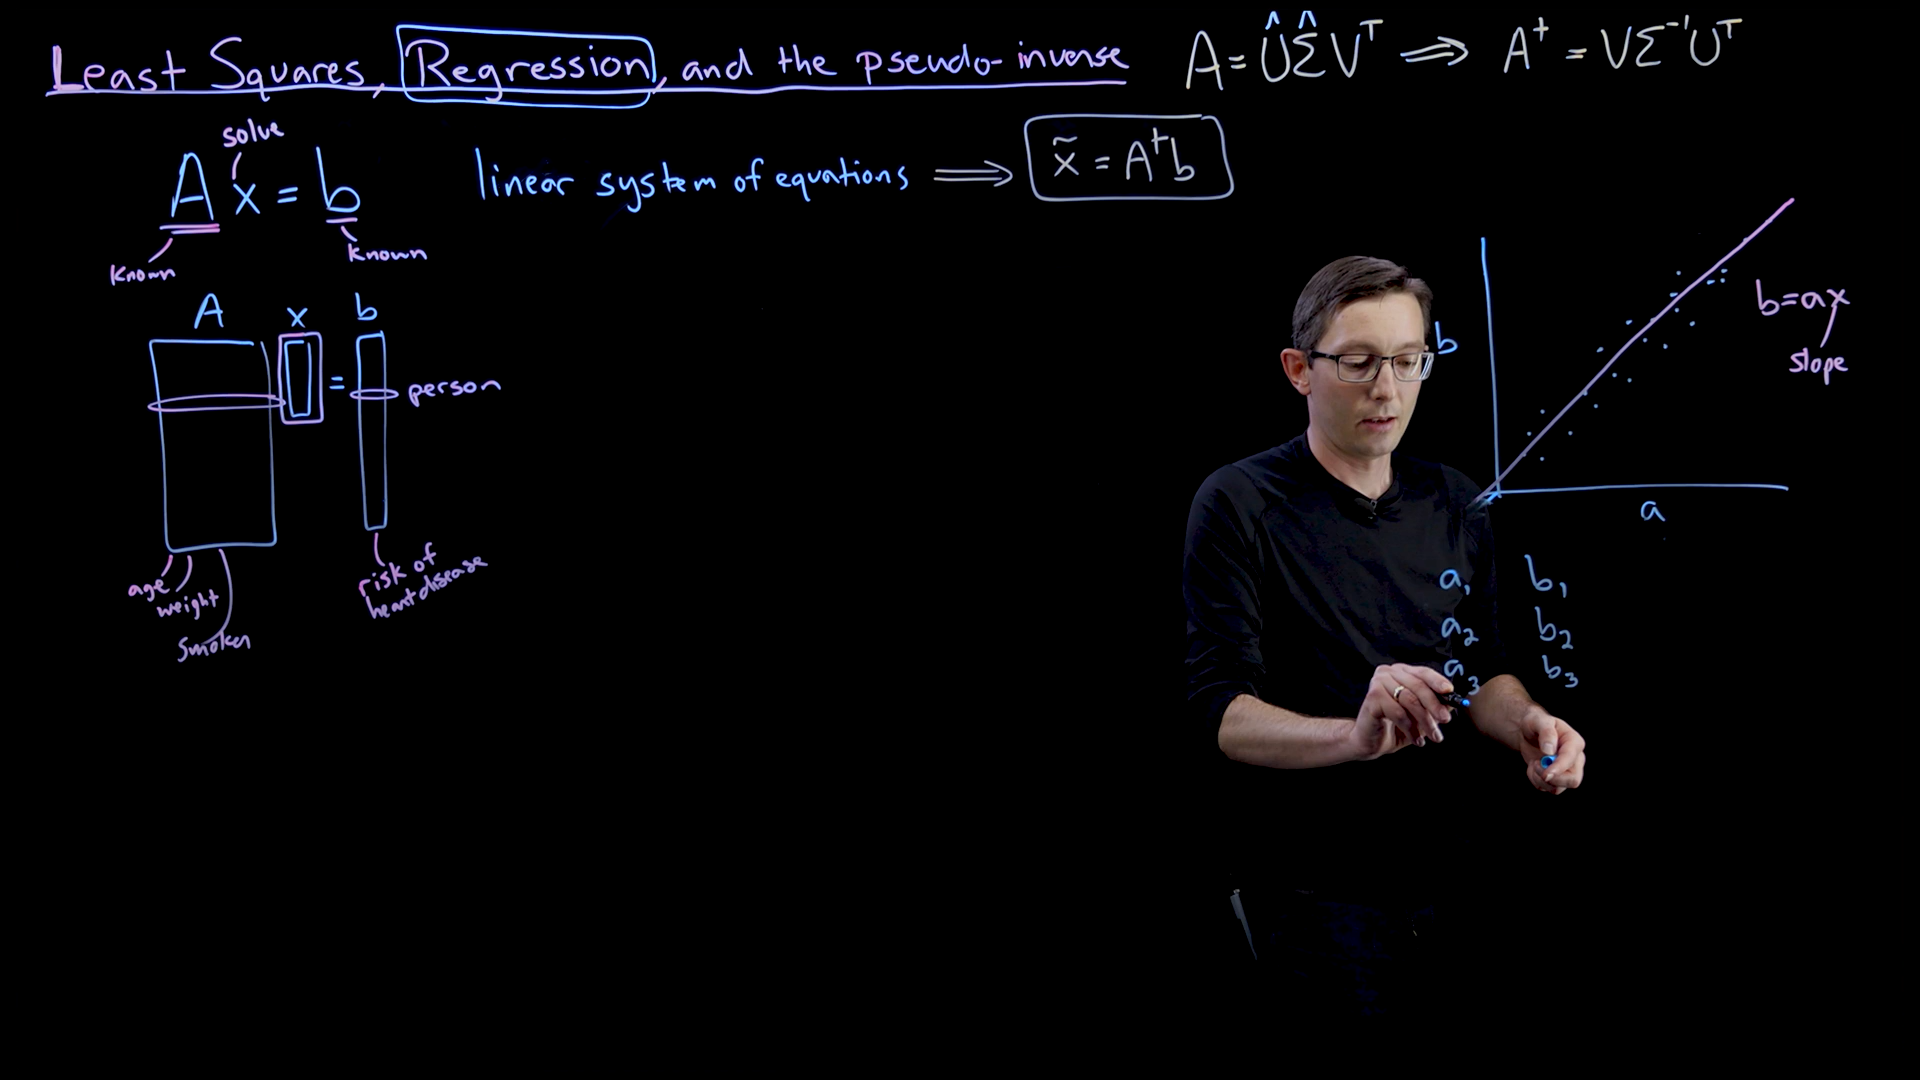 Least Squares, Regression, and the pseudo-inverse
A = ÛΣ̂Vᵀ ⟹ A⁺ = VΣ⁻¹Uᵀ
solve
A x = b
Known
Known
linear system of equations ⟹ x̃ = A⁺b
A x b
=
person
age
weight
Smoker
risk of
heart disease
b
a
b=ax
slope
a₁ b₁
a₂ b₂
a₃ b₃